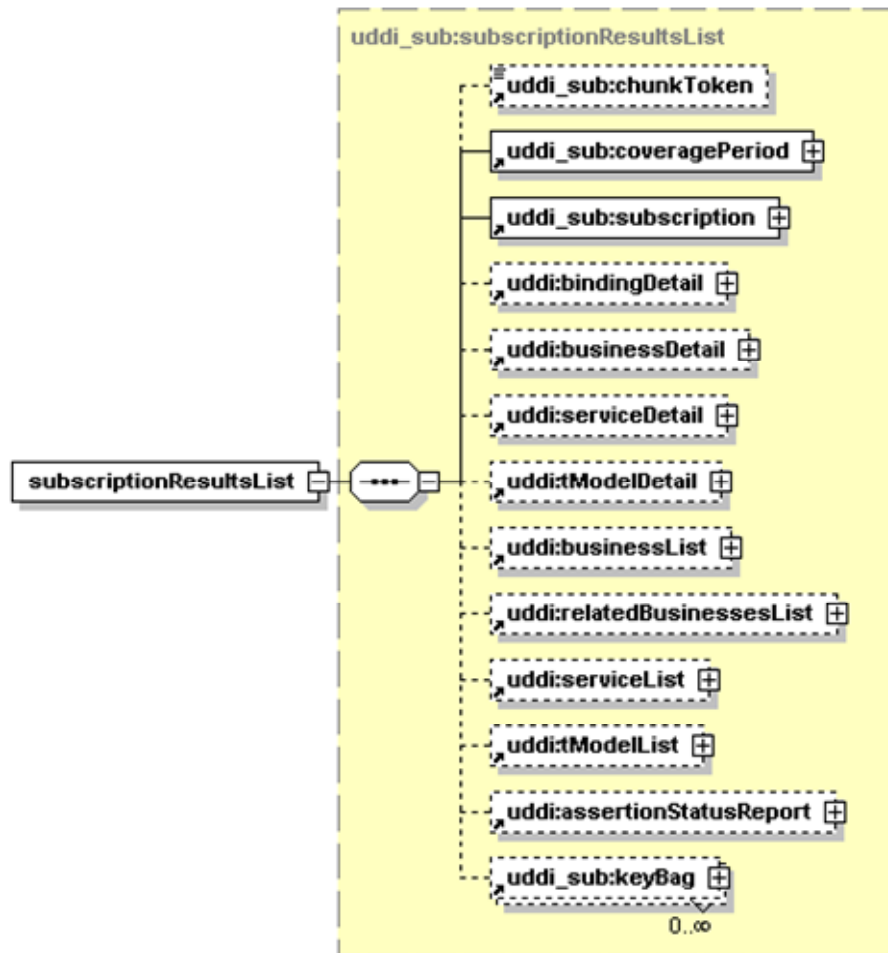 uddi_sub:subscriptionResultsList
uddi_sub:chunkToken
uddi_sub:coveragePeriod
uddi_sub:subscription
uddi:bindingDetail
uddi:businessDetail
uddi:serviceDetail
subscriptionResultsList
uddi:tModelDetail
uddi:businessList
uddi:relatedBusinessesList
uddi:serviceList
uddi:tModelList
uddi:assertionStatusReport
uddi_sub:keyBag
0..∞